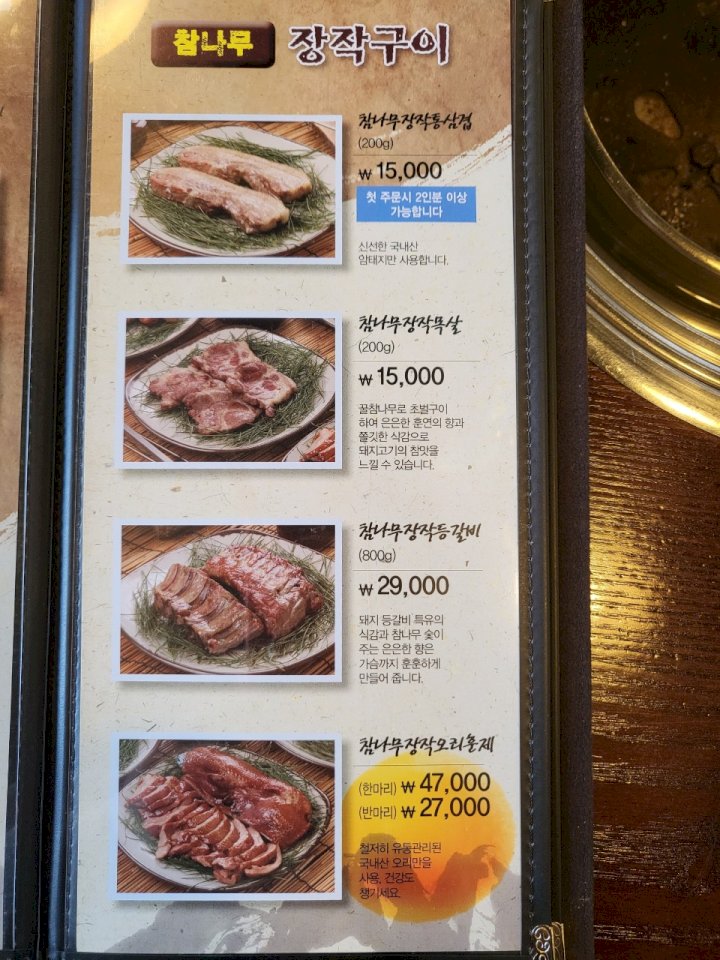 참나무 장작구이
참나무장작통삼겹
(200g)
₩ 15,000
첫 주문시 2인분 이상
가능합니다
신선한 국내산
암태지만 사용합니다.
참나무장작목살
(200g)
₩ 15,000
꿀참나무로 초벌구이
하여 은은한 훈연의 향과
쫄깃한 식감으로
돼지고기의 참맛을
느낄 수 있습니다.
참나무장작등갈비
(800g)
₩ 29,000
돼지 등갈비 특유의
식감과 참나무 숯이
주는 은은한 향은
가슴까지 훈훈하게
만들어 줍니다.
참나무장작오리훈제
(한마리) ₩ 47,000
(반마리) ₩ 27,000
철저히 유통관리된
국내산 오리만을
사용, 건강도
챙기세요.